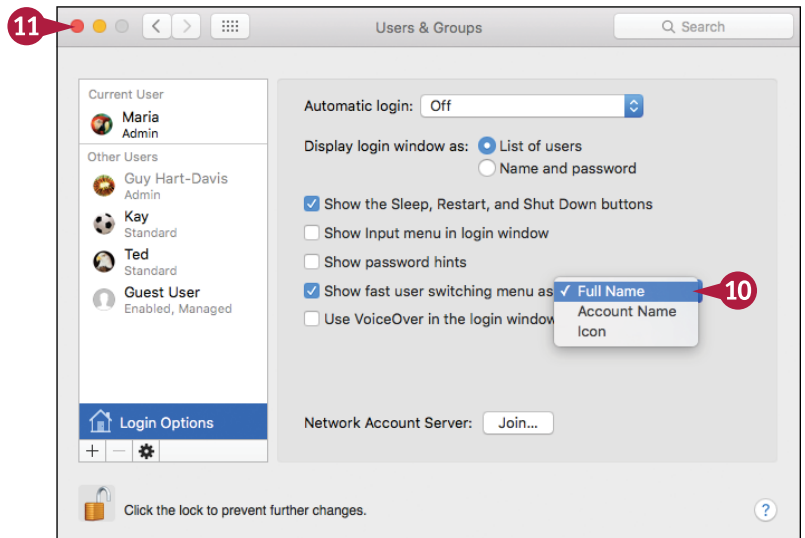 11
Users & Groups
Search
Current User
Maria
Admin
Other Users
Guy Hart-Davis
Admin
Kay
Standard
Ted
Standard
Guest User
Enabled, Managed
Login Options
Automatic login: Off
Display login window as: List of users
Name and password
Show the Sleep, Restart, and Shut Down buttons
Show Input menu in login window
Show password hints
Show fast user switching menu as ✓ Full Name
10
Account Name
Use VoiceOver in the login window
Icon
Network Account Server: Join...
+ −
Click the lock to prevent further changes.
?